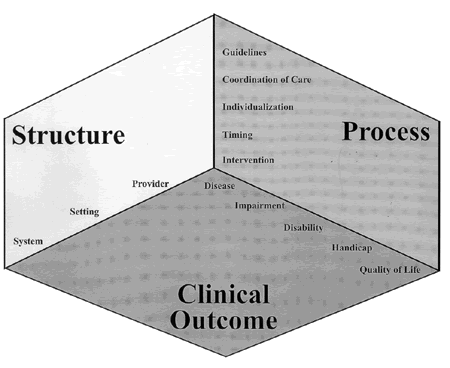 Guidelines
Coordination of Care
Individualization
Timing
Intervention
Structure
Process
Provider
Setting
System
Disease
Impairment
Disability
Handicap
Quality of Life
Clinical
Outcome